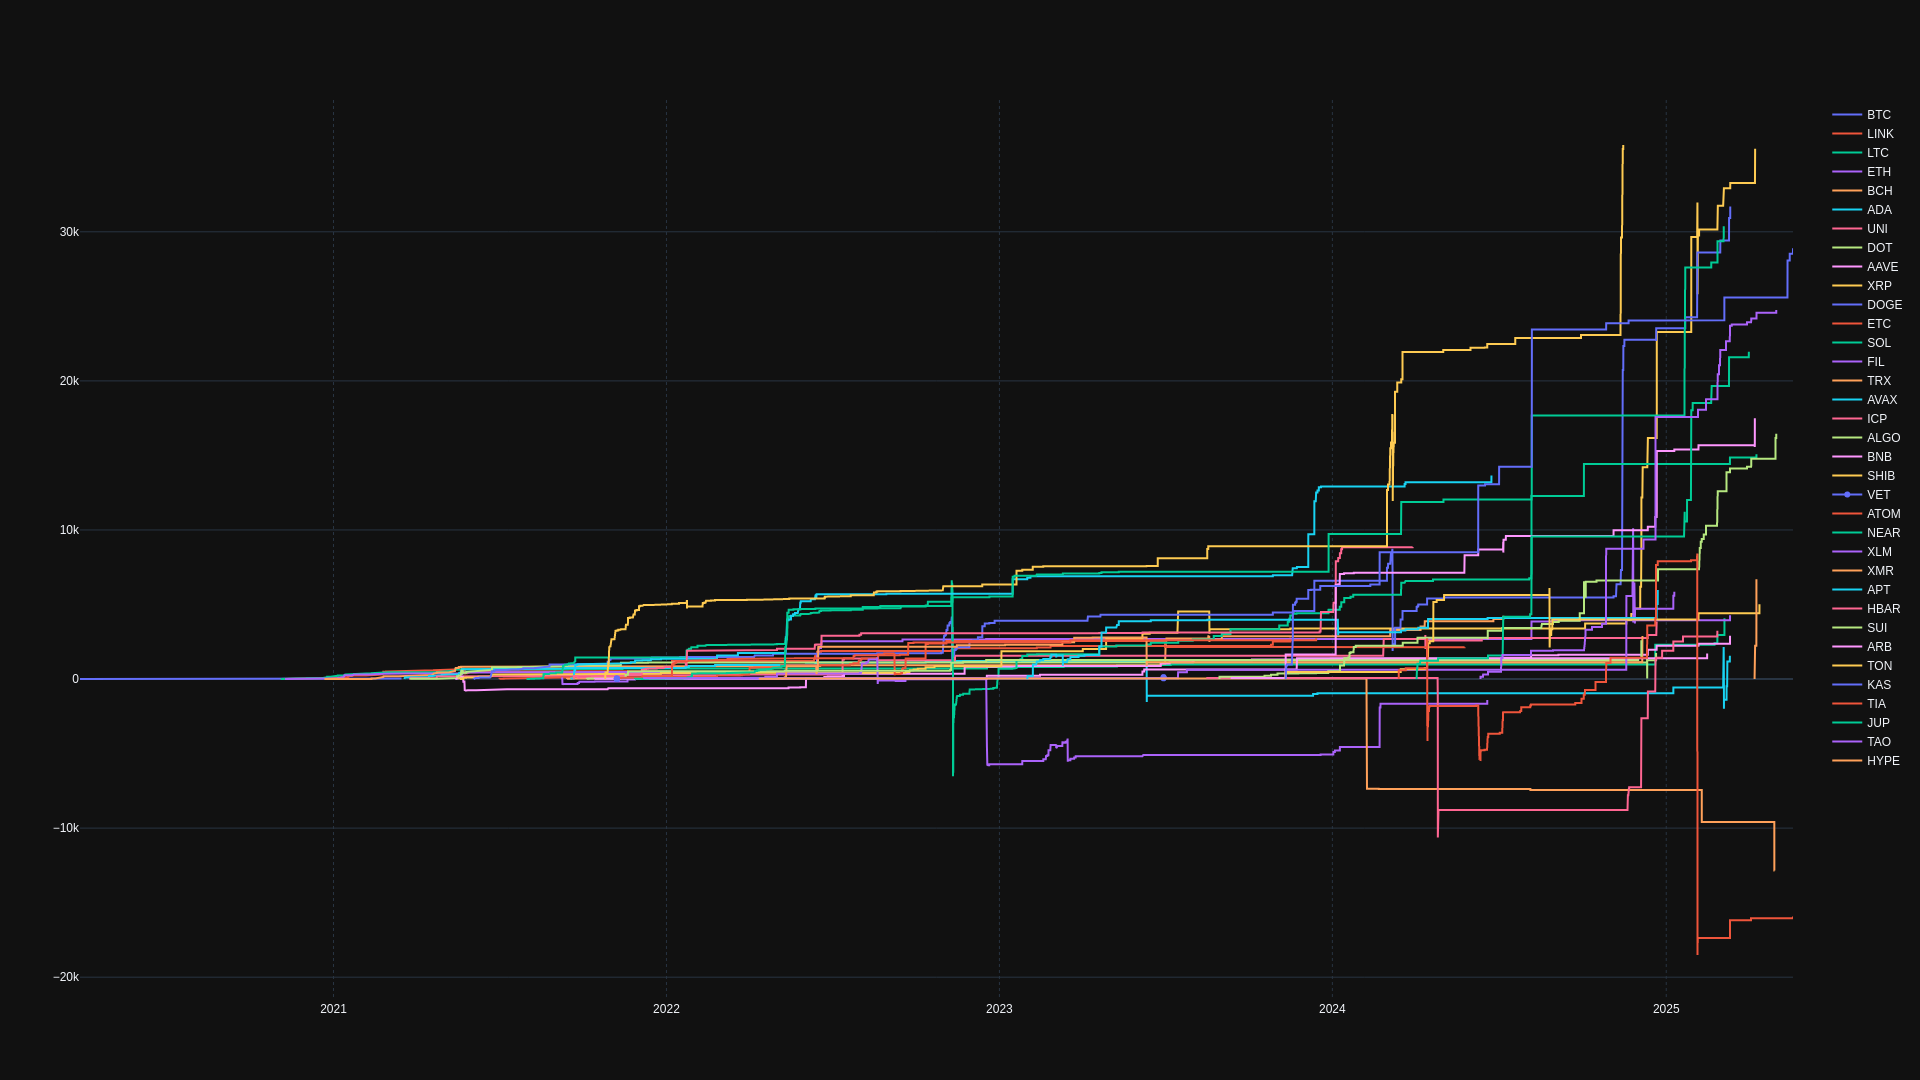 30k
20k
10k
0
−10k
−20k
2021
2022
2023
2024
2025
BTC
LINK
LTC
ETH
BCH
ADA
UNI
DOT
AAVE
XRP
DOGE
ETC
SOL
FIL
TRX
AVAX
ICP
ALGO
BNB
SHIB
VET
ATOM
NEAR
XLM
XMR
APT
HBAR
SUI
ARB
TON
KAS
TIA
JUP
TAO
HYPE